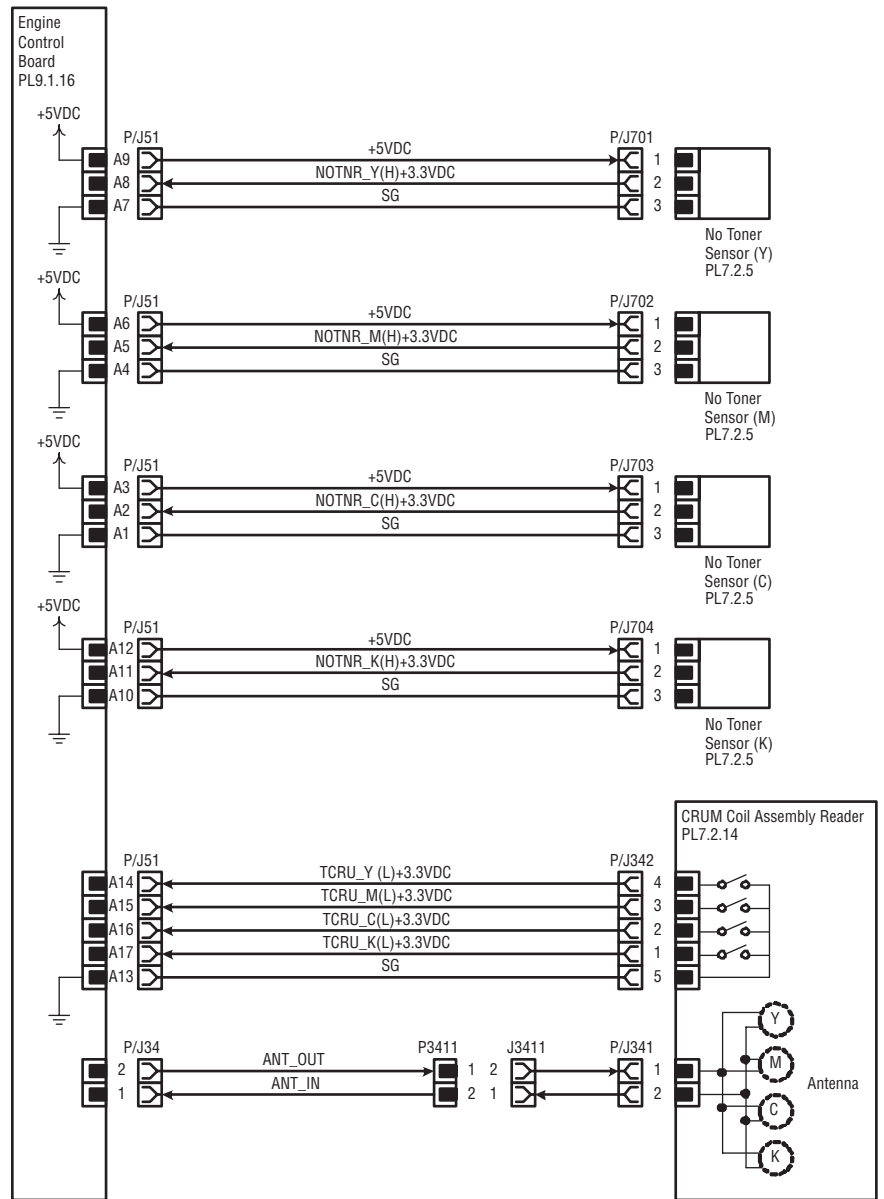 Engine
Control
Board
PL9.1.16
+5VDC
P/J51
P/J701
A9
+5VDC
1
A8
NOTNR_Y(H)+3.3VDC
2
A7
SG
3
No Toner
Sensor (Y)
PL7.2.5
+5VDC
P/J51
P/J702
A6
+5VDC
1
A5
NOTNR_M(H)+3.3VDC
2
A4
SG
3
No Toner
Sensor (M)
PL7.2.5
+5VDC
P/J51
P/J703
A3
+5VDC
1
A2
NOTNR_C(H)+3.3VDC
2
A1
SG
3
No Toner
Sensor (C)
PL7.2.5
+5VDC
P/J51
P/J704
A12
+5VDC
1
A11
NOTNR_K(H)+3.3VDC
2
A10
SG
3
No Toner
Sensor (K)
PL7.2.5
CRUM Coil Assembly Reader
PL7.2.14
P/J51
P/J342
A14
TCRU_Y (L)+3.3VDC
4
A15
TCRU_M(L)+3.3VDC
3
A16
TCRU_C(L)+3.3VDC
2
A17
TCRU_K(L)+3.3VDC
1
A13
SG
5
P/J34
P3411
J3411
P/J341
2
ANT_OUT
1
2
1
1
ANT_IN
2
1
2
Y
M
C
K
Antenna